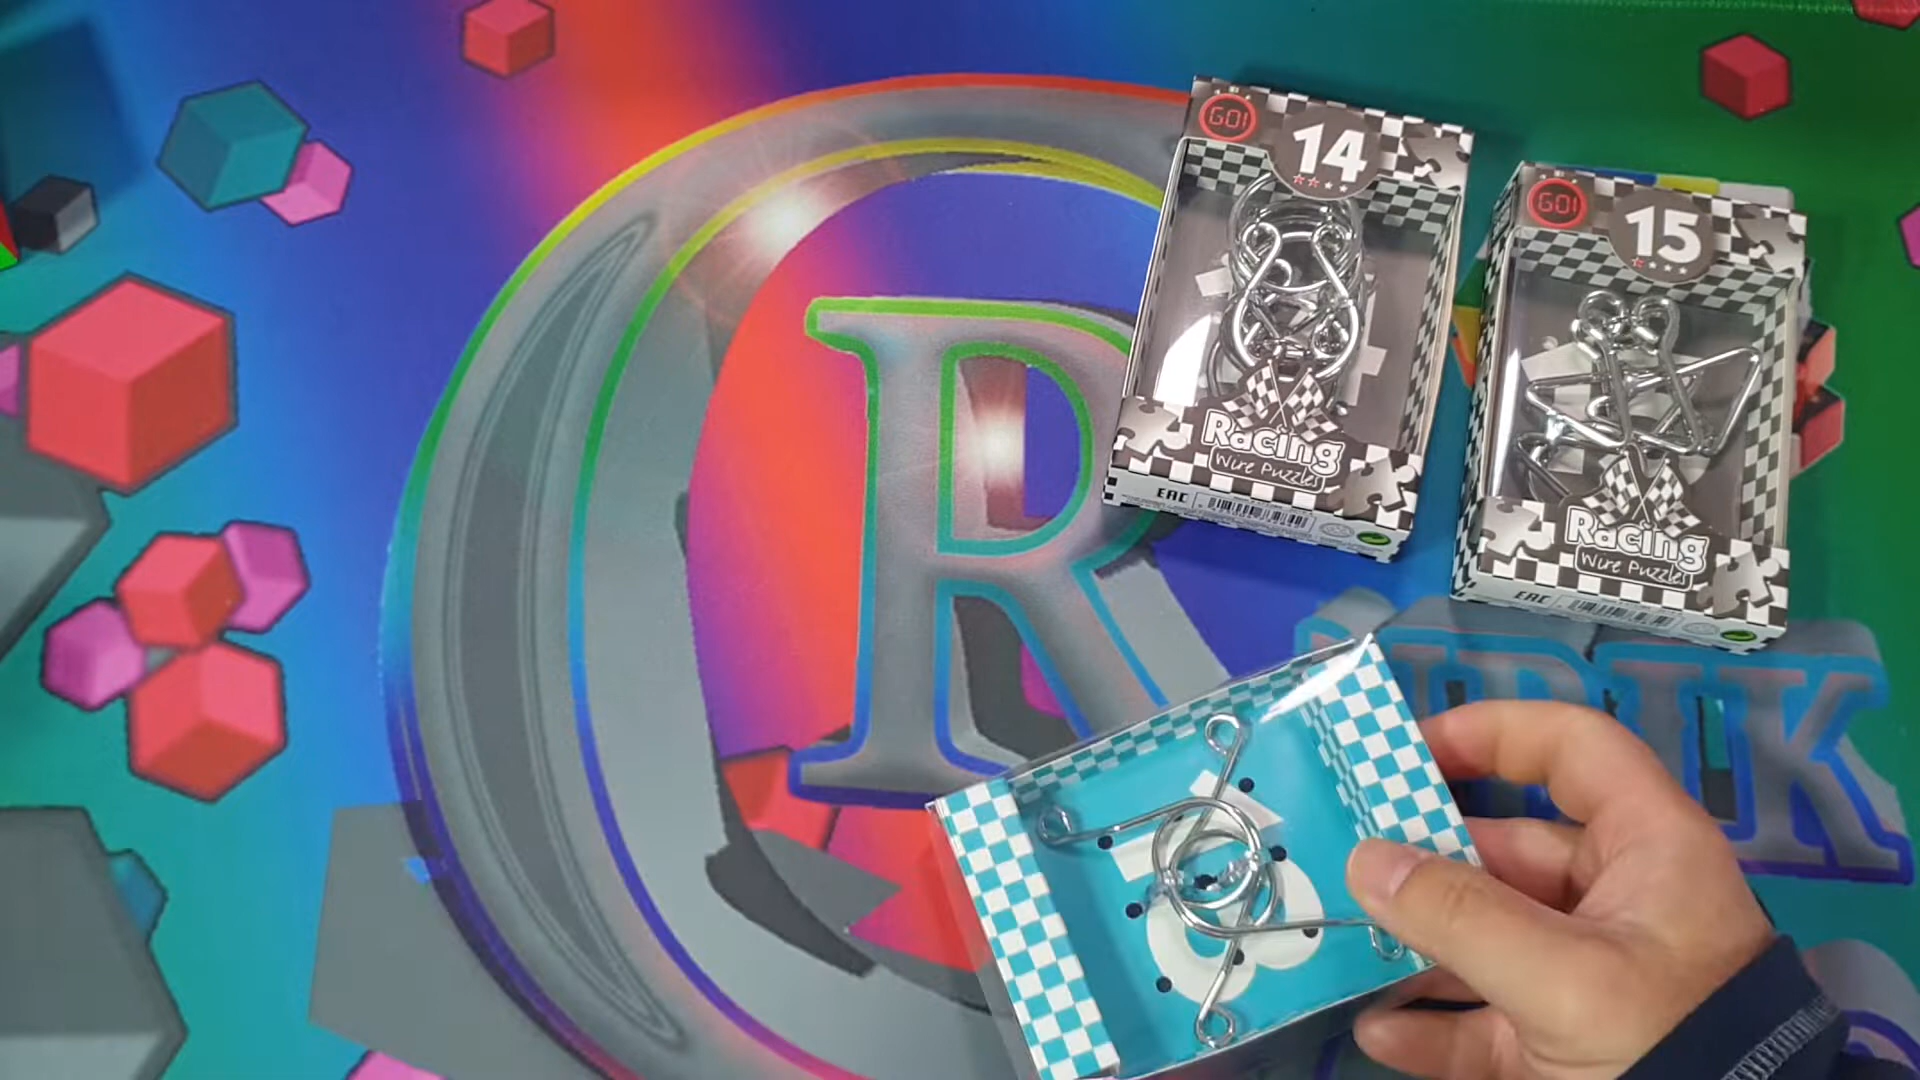 GO!
14
Racing
Wire Puzzles
EAC
GO!
15
Racing
Wire Puzzles
EAC
R